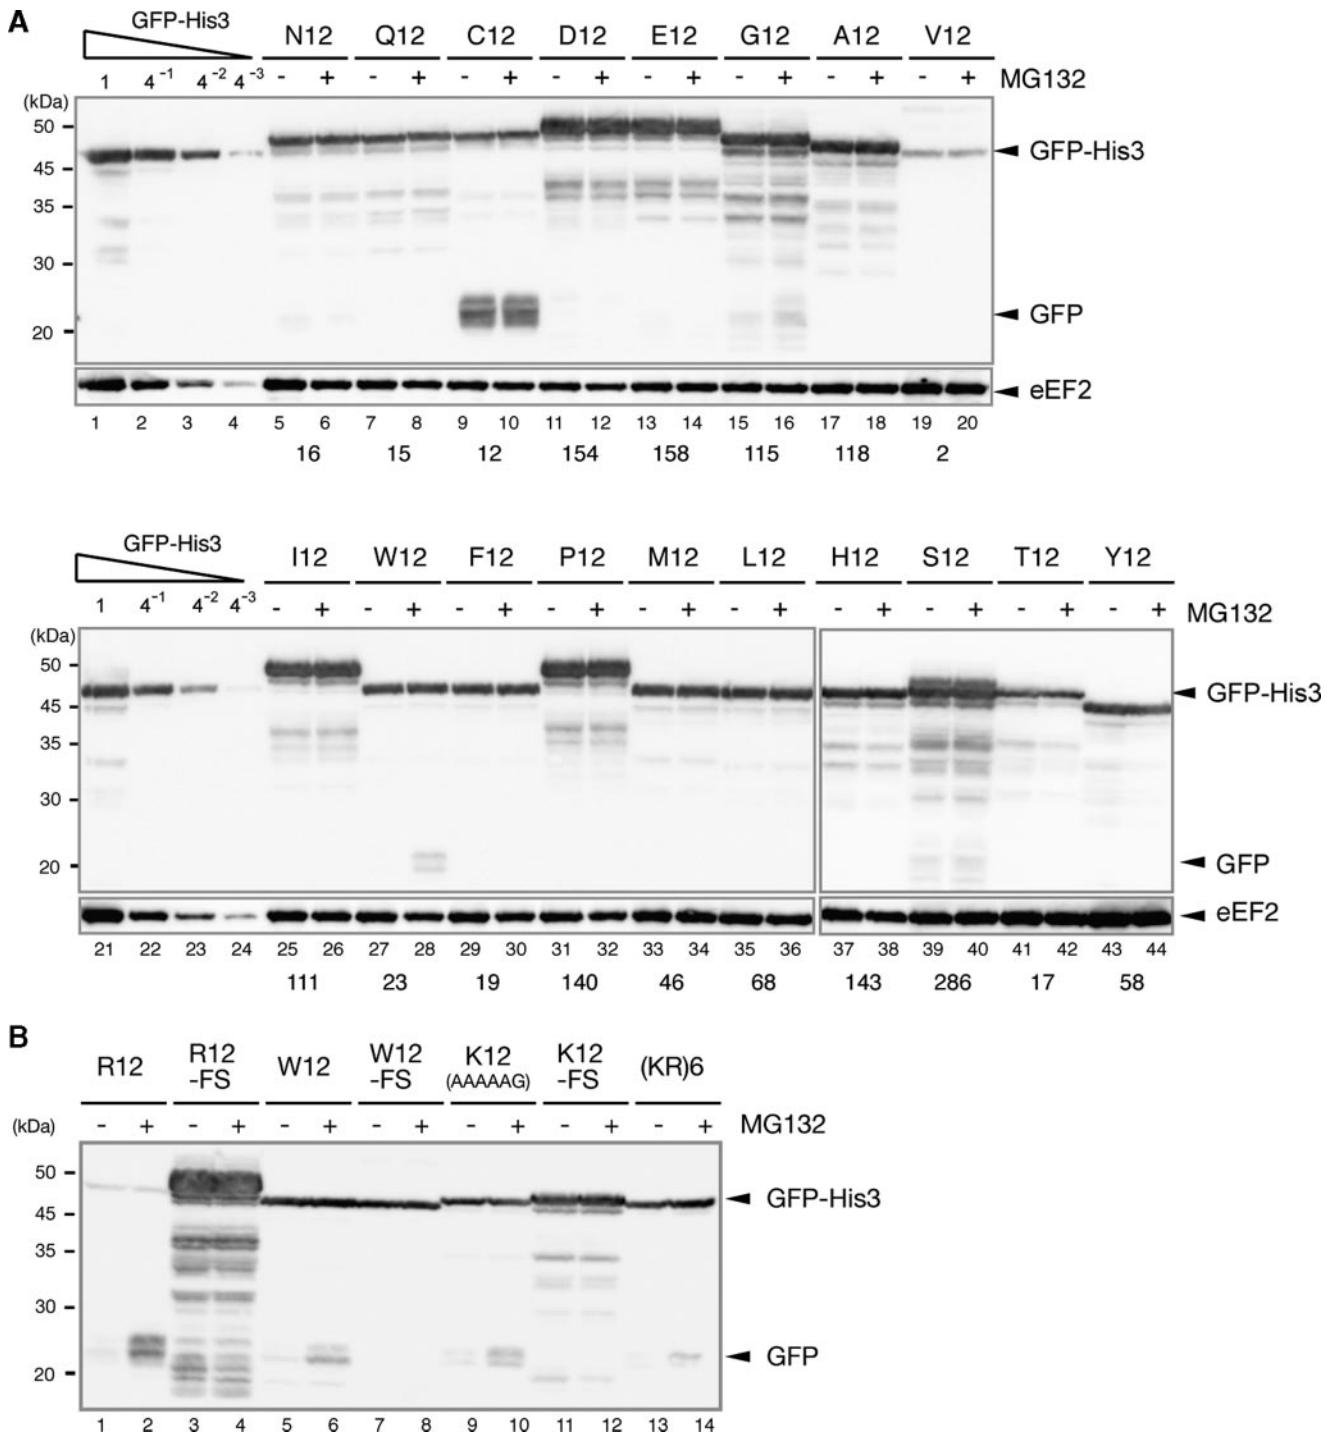 A
GFP-His3
N12 Q12 C12 D12 E12 G12 A12 V12
1 4⁻¹ 4⁻² 4⁻³ - + - + - + - + - + - + - + - + MG132
(kDa)
50
GFP-His3
45
35
30
GFP
20
eEF2
1 2 3 4 5 6 7 8 9 10 11 12 13 14 15 16 17 18 19 20
16 15 12 154 158 115 118 2
GFP-His3
I12 W12 F12 P12 M12 L12 H12 S12 T12 Y12
1 4⁻¹ 4⁻² 4⁻³ - + - + - + - + - + - + - + - + - + - + MG132
(kDa)
50
GFP-His3
45
35
30
20
GFP
eEF2
21 22 23 24 25 26 27 28 29 30 31 32 33 34 35 36 37 38 39 40 41 42 43 44
111 23 19 140 46 68 143 286 17 58
B
R12 R12 -FS W12 W12 -FS K12 (AAAAAG) K12 -FS (KR)6
(kDa) - + - + - + - + - + - + - + MG132
50
GFP-His3
45
35
30
GFP
20
1 2 3 4 5 6 7 8 9 10 11 12 13 14